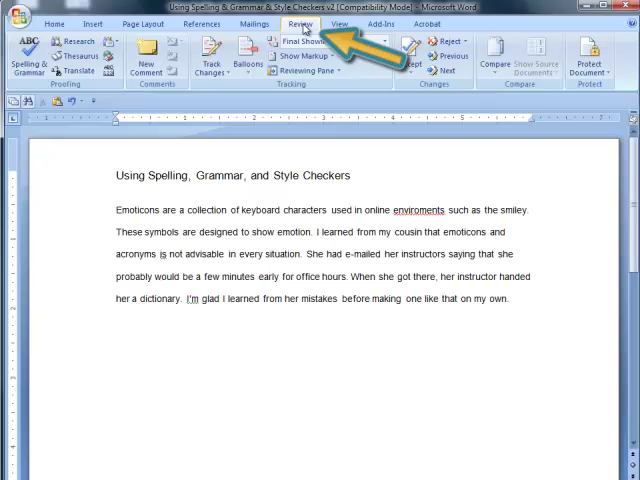 Using Spelling & Grammar & Style Checkers v2 [Compatibility Mode] - Microsoft Word
Home Insert Page Layout References Mailings Review View Add-Ins Acrobat
ABC Research Final Showing Reject
Spelling & Grammar Thesaurus New Comment Track Changes Balloons Show Markup Previous Compare Show Source Documents Protect Document
Translate Reviewing Pane Next
Proofing Comments Tracking Changes Compare Protect
Using Spelling, Grammar, and Style Checkers
Emoticons are a collection of keyboard characters used in online enviroments such as the smiley.
These symbols are designed to show emotion. I learned from my cousin that emoticons and
acronyms is not advisable in every situation. She had e-mailed her instructors saying that she
probably would be a few minutes early for office hours. When she got there, her instructor handed
her a dictionary. I'm glad I learned from her mistakes before making one like that on my own.